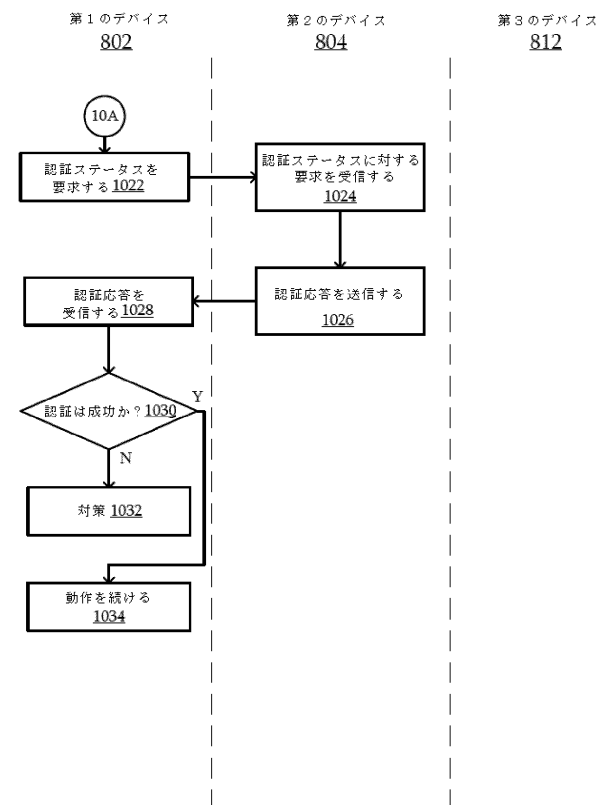 第１のデバイス
802
第２のデバイス
804
第３のデバイス
812
10A
認証ステータスを
要求する 1022
認証ステータスに対する
要求を受信する
1024
認証応答を
受信する 1028
認証応答を送信する
1026
認証は成功か？1030
Y
N
対策 1032
動作を続ける
1034